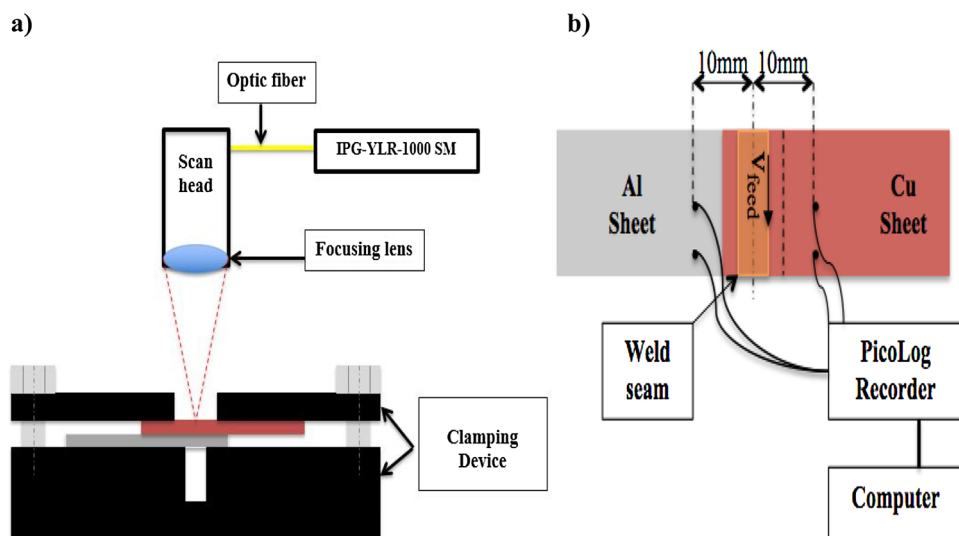 a)
Optic fiber
IPG-YLR-1000 SM
Scan
head
Focusing lens
Clamping
Device
b)
10mm 10mm
Al
Sheet
v feed
Cu
Sheet
Weld
seam
PicoLog
Recorder
Computer